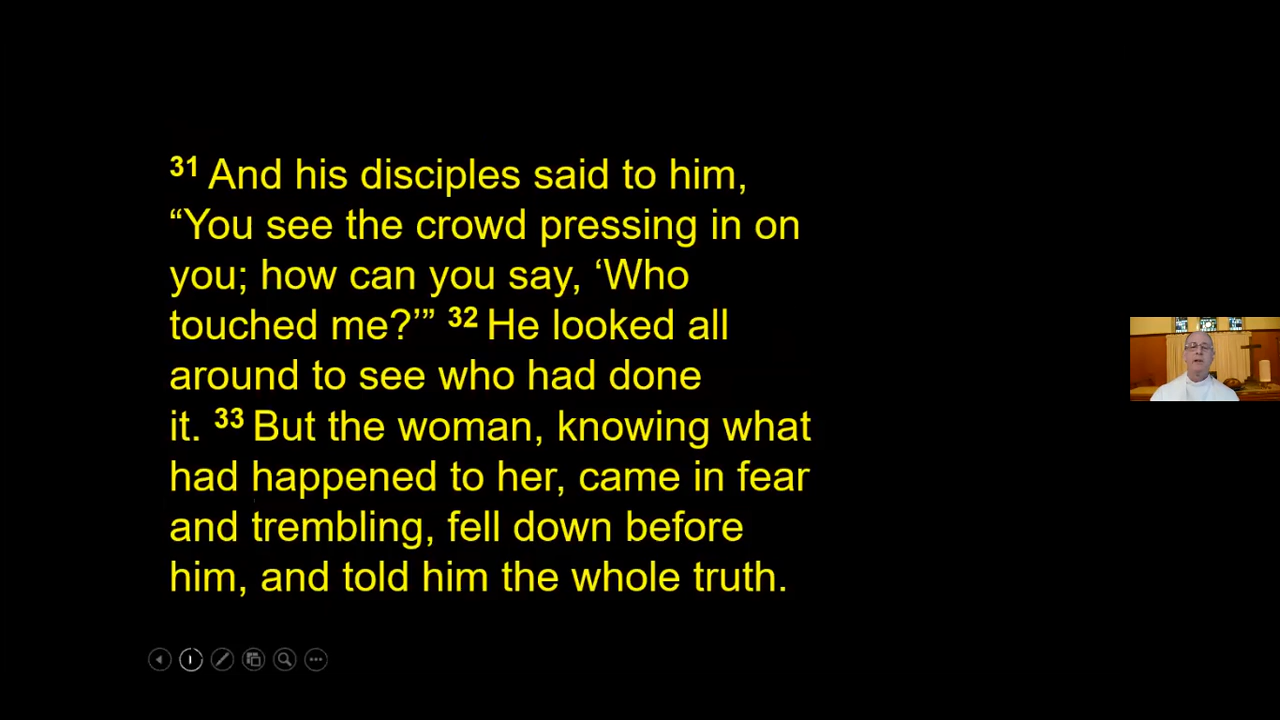 31 And his disciples said to him,
“You see the crowd pressing in on
you; how can you say, ‘Who
touched me?’” 32 He looked all
around to see who had done
it. 33 But the woman, knowing what
had happened to her, came in fear
and trembling, fell down before
him, and told him the whole truth.